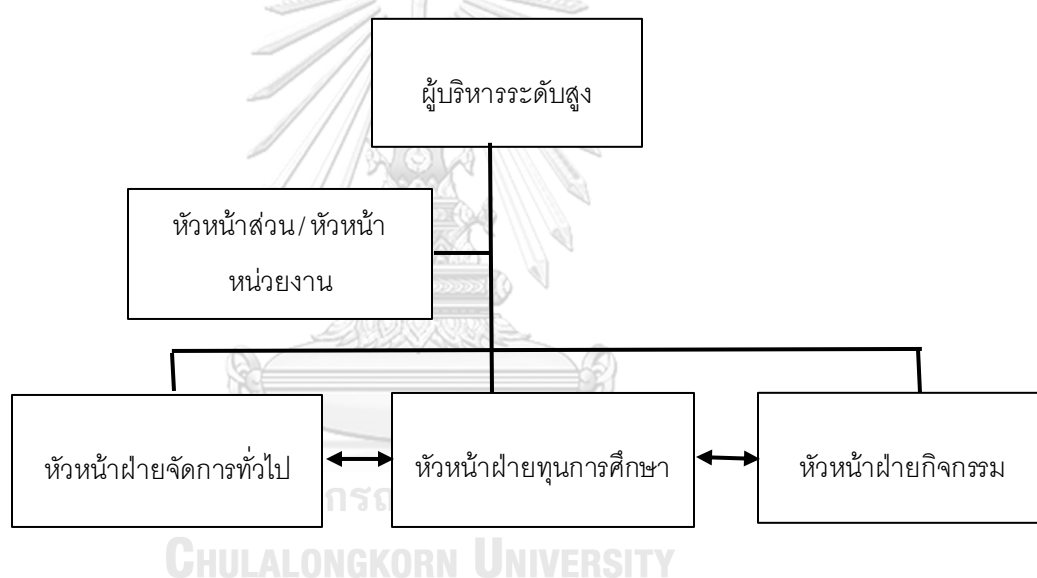 ผู้บริหารระดับสูง
หัวหน้าส่วน/หัวหน้า
หน่วยงาน
หัวหน้าฝ่ายจัดการทั่วไป
หัวหน้าฝ่ายทุนการศึกษา
หัวหน้าฝ่ายกิจกรรม
CHULALONGKORN UNIVERSITY